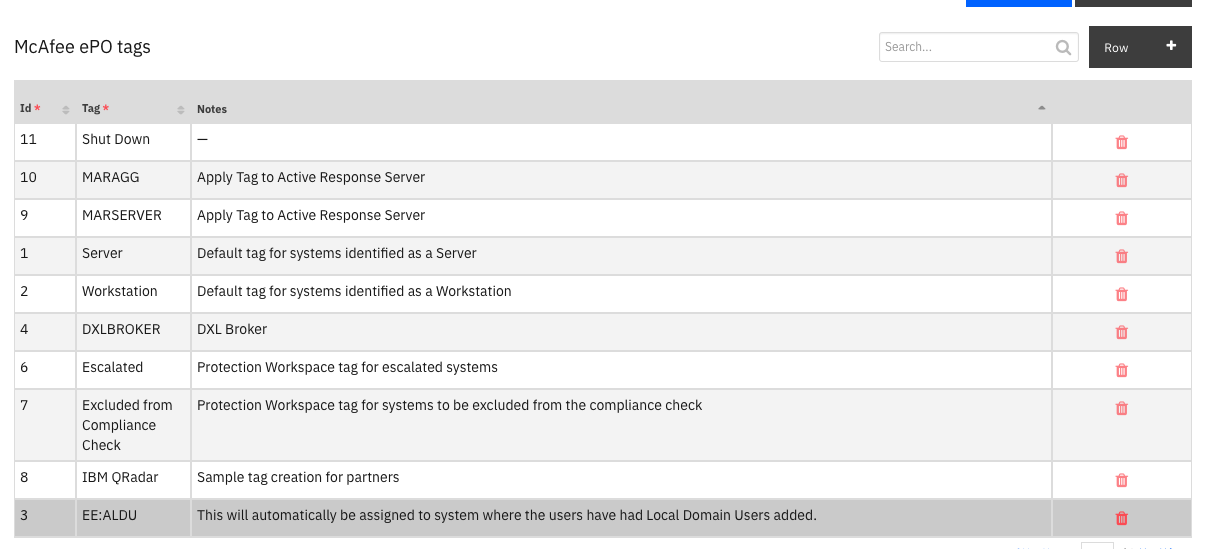 McAfee ePO tags
Search...
Row +
Id * Tag * Notes
11 Shut Down —
10 MARAGG Apply Tag to Active Response Server
9 MARSERVER Apply Tag to Active Response Server
1 Server Default tag for systems identified as a Server
2 Workstation Default tag for systems identified as a Workstation
4 DXLBROKER DXL Broker
6 Escalated Protection Workspace tag for escalated systems
7 Excluded from Protection Workspace tag for systems to be excluded from the compliance check
Compliance
Check
8 IBM QRadar Sample tag creation for partners
3 EE:ALDU This will automatically be assigned to system where the users have had Local Domain Users added.